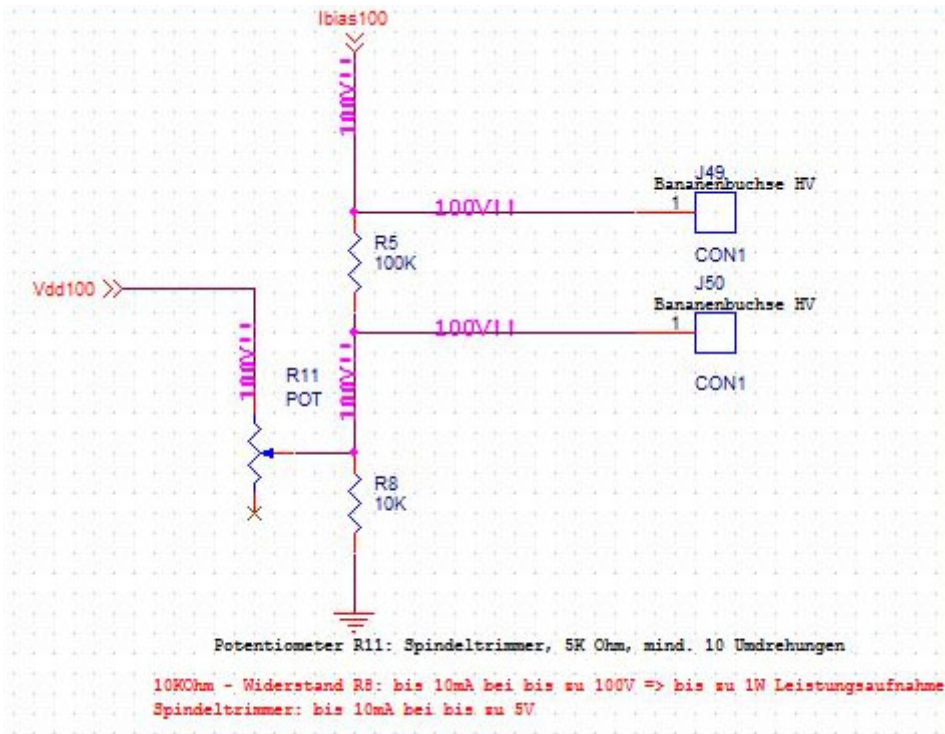 Ibias100
100V!!
J49
Bananenbuchse HV
1
100V!!
R5
100K
CON1
J50
Vdd100
Bananenbuchse HV
1
100V!!
100V!!
100V!!
R11
POT
CON1
R8
10K
Potentiometer R11: Spindeltrimmer, 5K Ohm, mind. 10 Umdrehungen
10KOhm - Widerstand R8: bis 10mA bei bis zu 100V => bis zu 1W Leistungsaufnahme
Spindeltrimmer: bis 10mA bei bis zu 5V